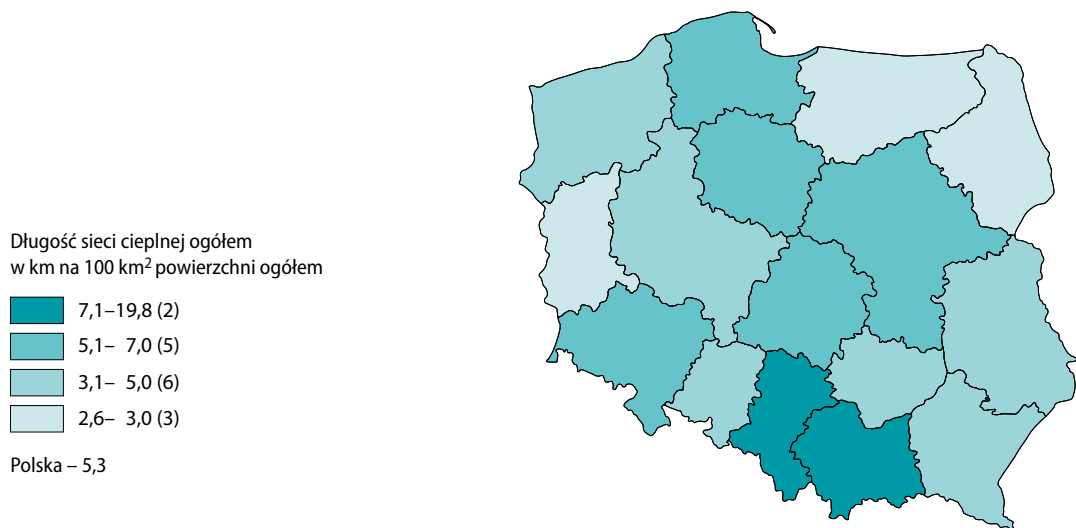 Długość sieci cieplnej ogółem
w km na 100 km² powierzchni ogółem
7,1–19,8 (2)
5,1– 7,0 (5)
3,1– 5,0 (6)
2,6– 3,0 (3)
Polska – 5,3